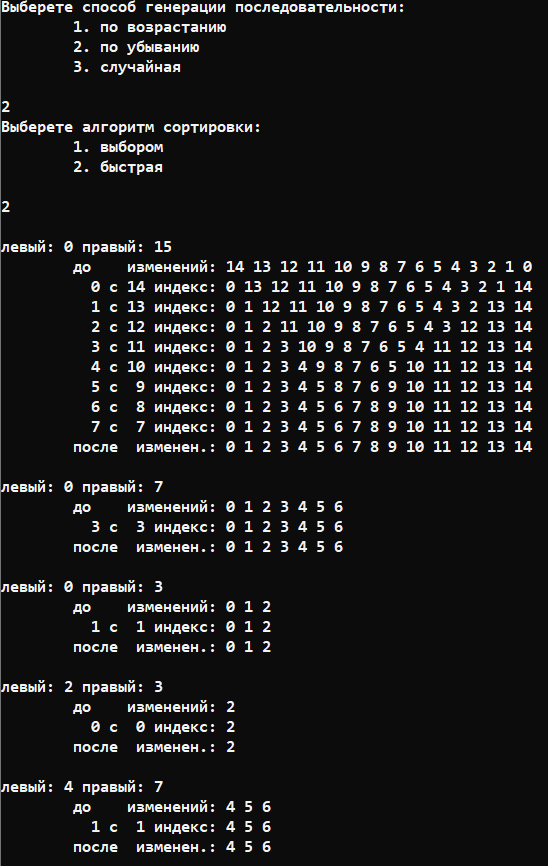 Выберете способ генерации последовательности:
1. по возрастанию
2. по убыванию
3. случайная
2
Выберете алгоритм сортировки:
1. выбором
2. быстрая
2
левый: 0 правый: 15
до    изменений: 14 13 12 11 10 9 8 7 6 5 4 3 2 1 0
0 с 14 индекс: 0 13 12 11 10 9 8 7 6 5 4 3 2 1 14
1 с 13 индекс: 0 1 12 11 10 9 8 7 6 5 4 3 2 13 14
2 с 12 индекс: 0 1 2 11 10 9 8 7 6 5 4 3 12 13 14
3 с 11 индекс: 0 1 2 3 10 9 8 7 6 5 4 11 12 13 14
4 с 10 индекс: 0 1 2 3 4 9 8 7 6 5 10 11 12 13 14
5 с  9 индекс: 0 1 2 3 4 5 8 7 6 9 10 11 12 13 14
6 с  8 индекс: 0 1 2 3 4 5 6 7 8 9 10 11 12 13 14
7 с  7 индекс: 0 1 2 3 4 5 6 7 8 9 10 11 12 13 14
после  изменен.: 0 1 2 3 4 5 6 7 8 9 10 11 12 13 14
левый: 0 правый: 7
до    изменений: 0 1 2 3 4 5 6
3 с  3 индекс: 0 1 2 3 4 5 6
после  изменен.: 0 1 2 3 4 5 6
левый: 0 правый: 3
до    изменений: 0 1 2
1 с  1 индекс: 0 1 2
после  изменен.: 0 1 2
левый: 2 правый: 3
до    изменений: 2
0 с  0 индекс: 2
после  изменен.: 2
левый: 4 правый: 7
до    изменений: 4 5 6
1 с  1 индекс: 4 5 6
после  изменен.: 4 5 6